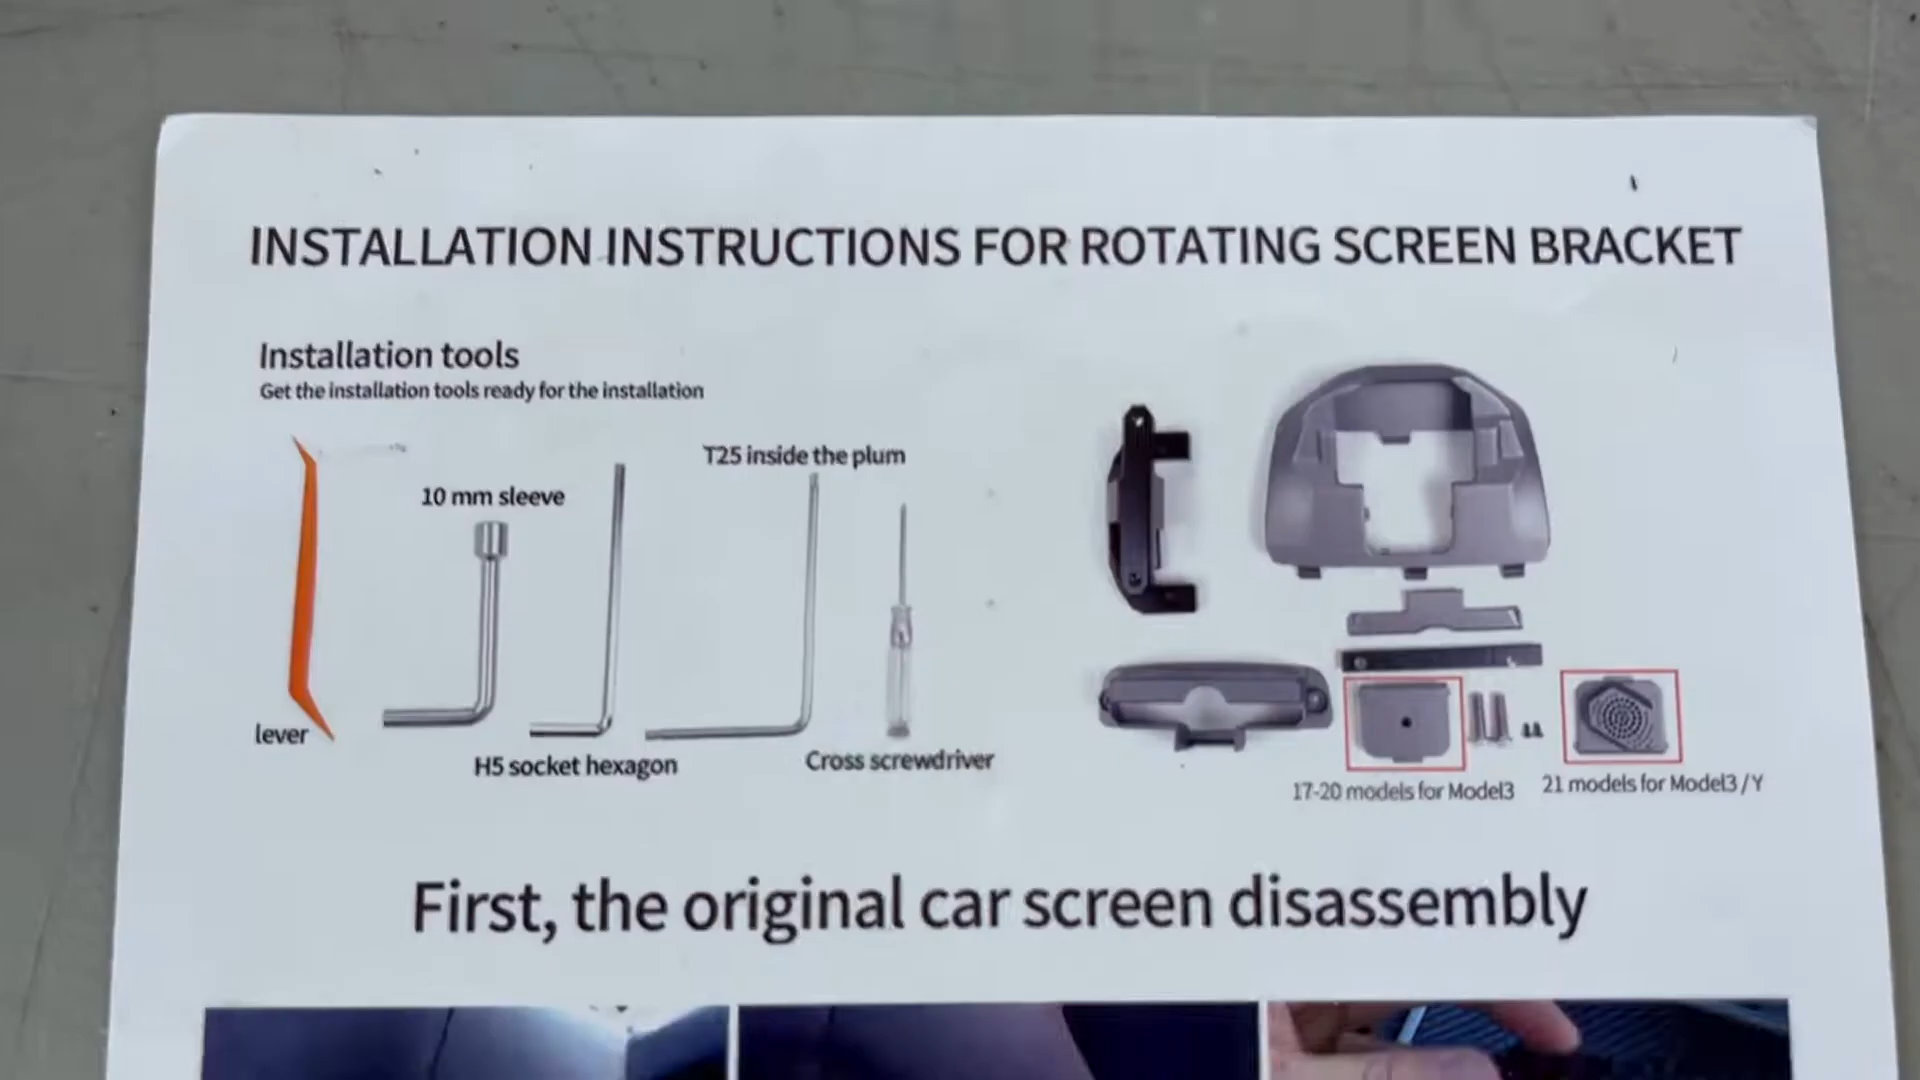 INSTALLATION INSTRUCTIONS FOR ROTATING SCREEN BRACKET
Installation tools
Get the installation tools ready for the installation
T25 inside the plum
10 mm sleeve
lever
H5 socket hexagon
Cross screwdriver
17-20 models for Model3
21 models for Model3/Y
First, the original car screen disassembly